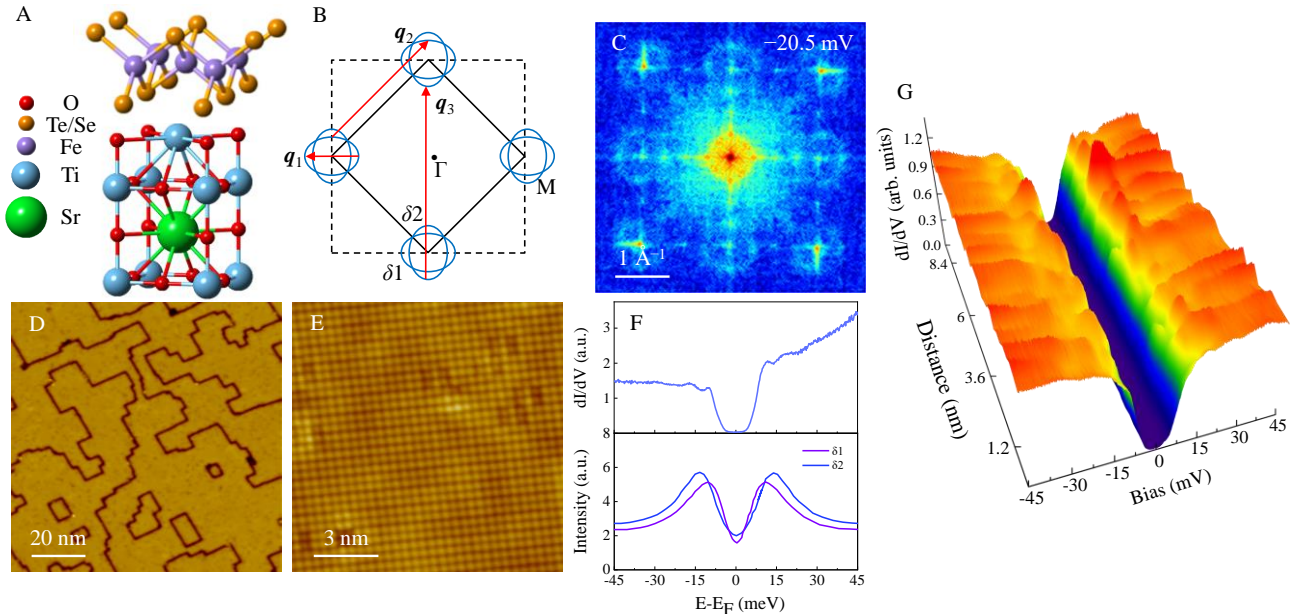 A
O
Te/Se
Fe
Ti
Sr
B
q2
q3
q1
Γ
M
δ2
δ1
C
−20.5 mV
1 Å−1
D
20 nm
E
3 nm
F
dI/dV (a.u.)
3
2
1
8
Intensity (a.u.)
6
4
2
0
δ1
δ2
-45 -30 -15 0 15 30 45
E-EF (meV)
G
dI/dV (arb. units)
1.2
0.9
0.6
0.3
0.0
8.4
6
3.6
1.2
Distance (nm)
-45 -30 -15 0 15 30 45
Bias (mV)